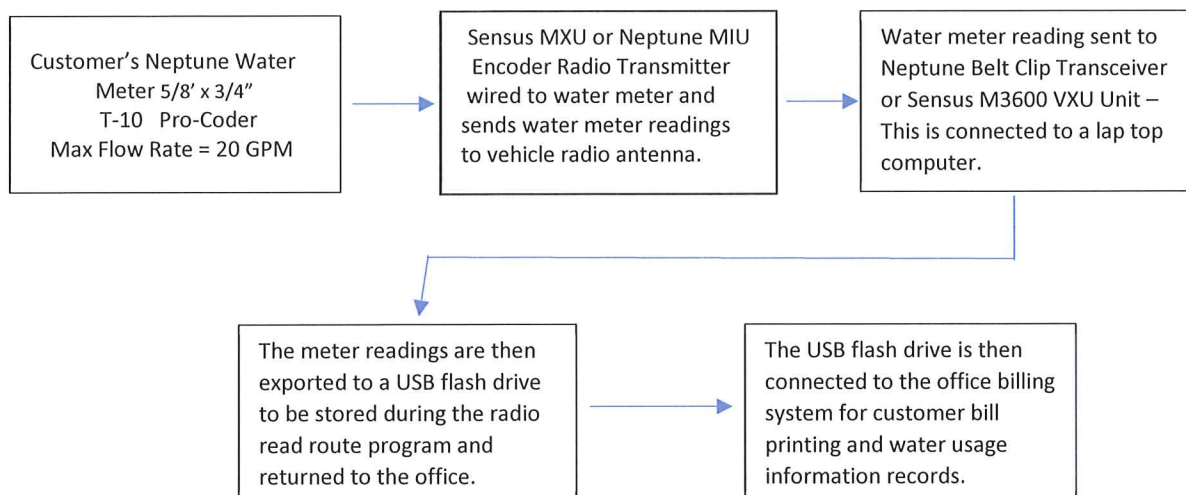 Customer’s Neptune Water
Meter 5/8’ x 3/4”
T-10 Pro-Coder
Max Flow Rate = 20 GPM
Sensus MXU or Neptune MIU
Encoder Radio Transmitter
wired to water meter and
sends water meter readings
to vehicle radio antenna.
Water meter reading sent to
Neptune Belt Clip Transceiver
or Sensus M3600 VXU Unit –
This is connected to a lap top
computer.
The meter readings are then
exported to a USB flash drive
to be stored during the radio
read route program and
returned to the office.
The USB flash drive is then
connected to the office billing
system for customer bill
printing and water usage
information records.